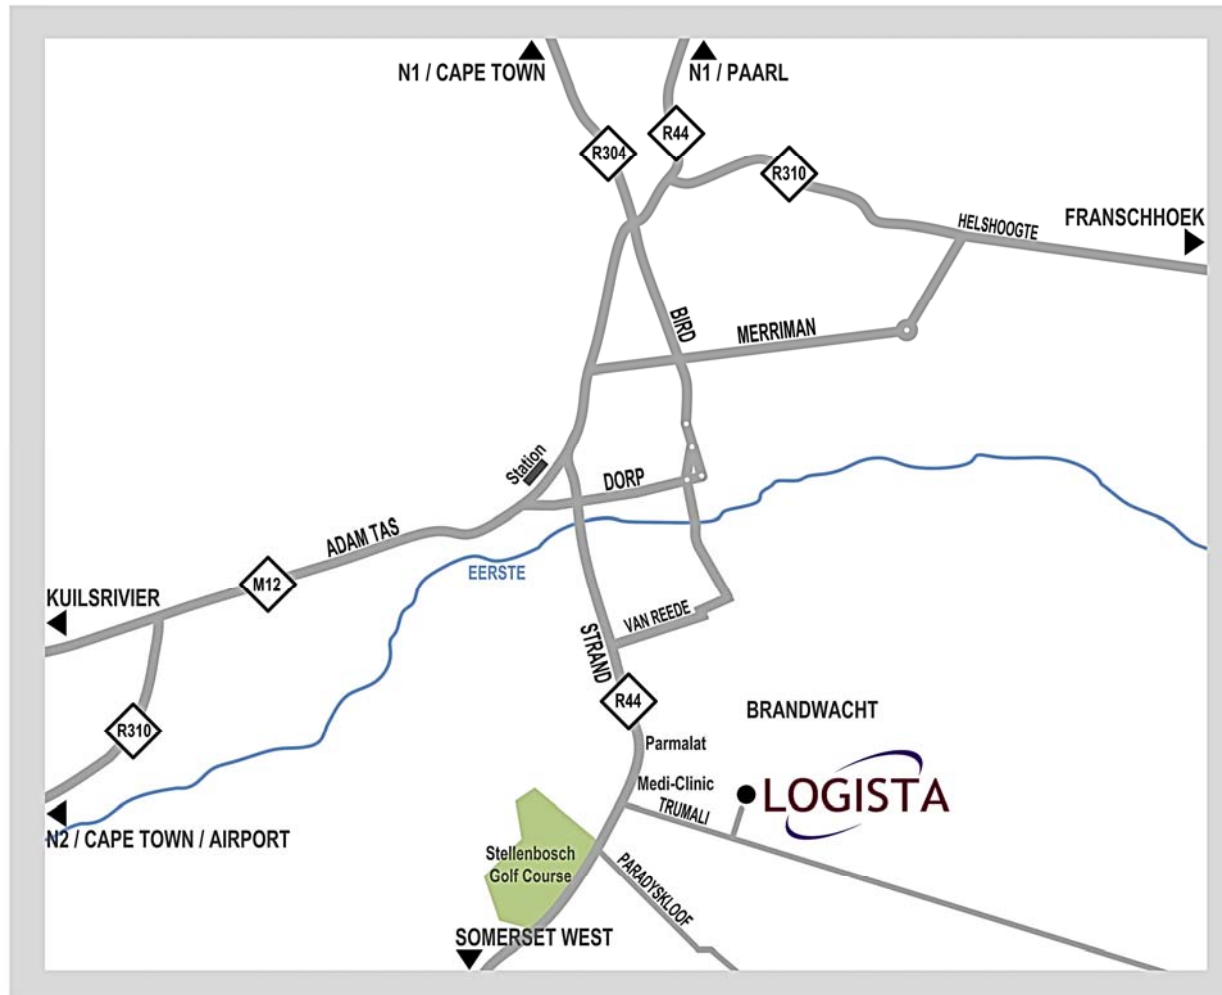 N1 / CAPE TOWN
N1 / PAARL
R44
R304
R310
FRANSCHHOEK
HELSHOOGTE
BIRD
MERRIMAN
Station
DORP
ADAM TAS
EERSTE
M12
KUILSRIVIER
VAN REEDE
STRAND
R44
BRANDWACHT
R310
Parmalat
Medi-Clinic
LOGISTA
TRUMALI
N2 / CAPE TOWN / AIRPORT
Stellenbosch
Golf Course
PARADYSKLOOF
SOMERSET WEST